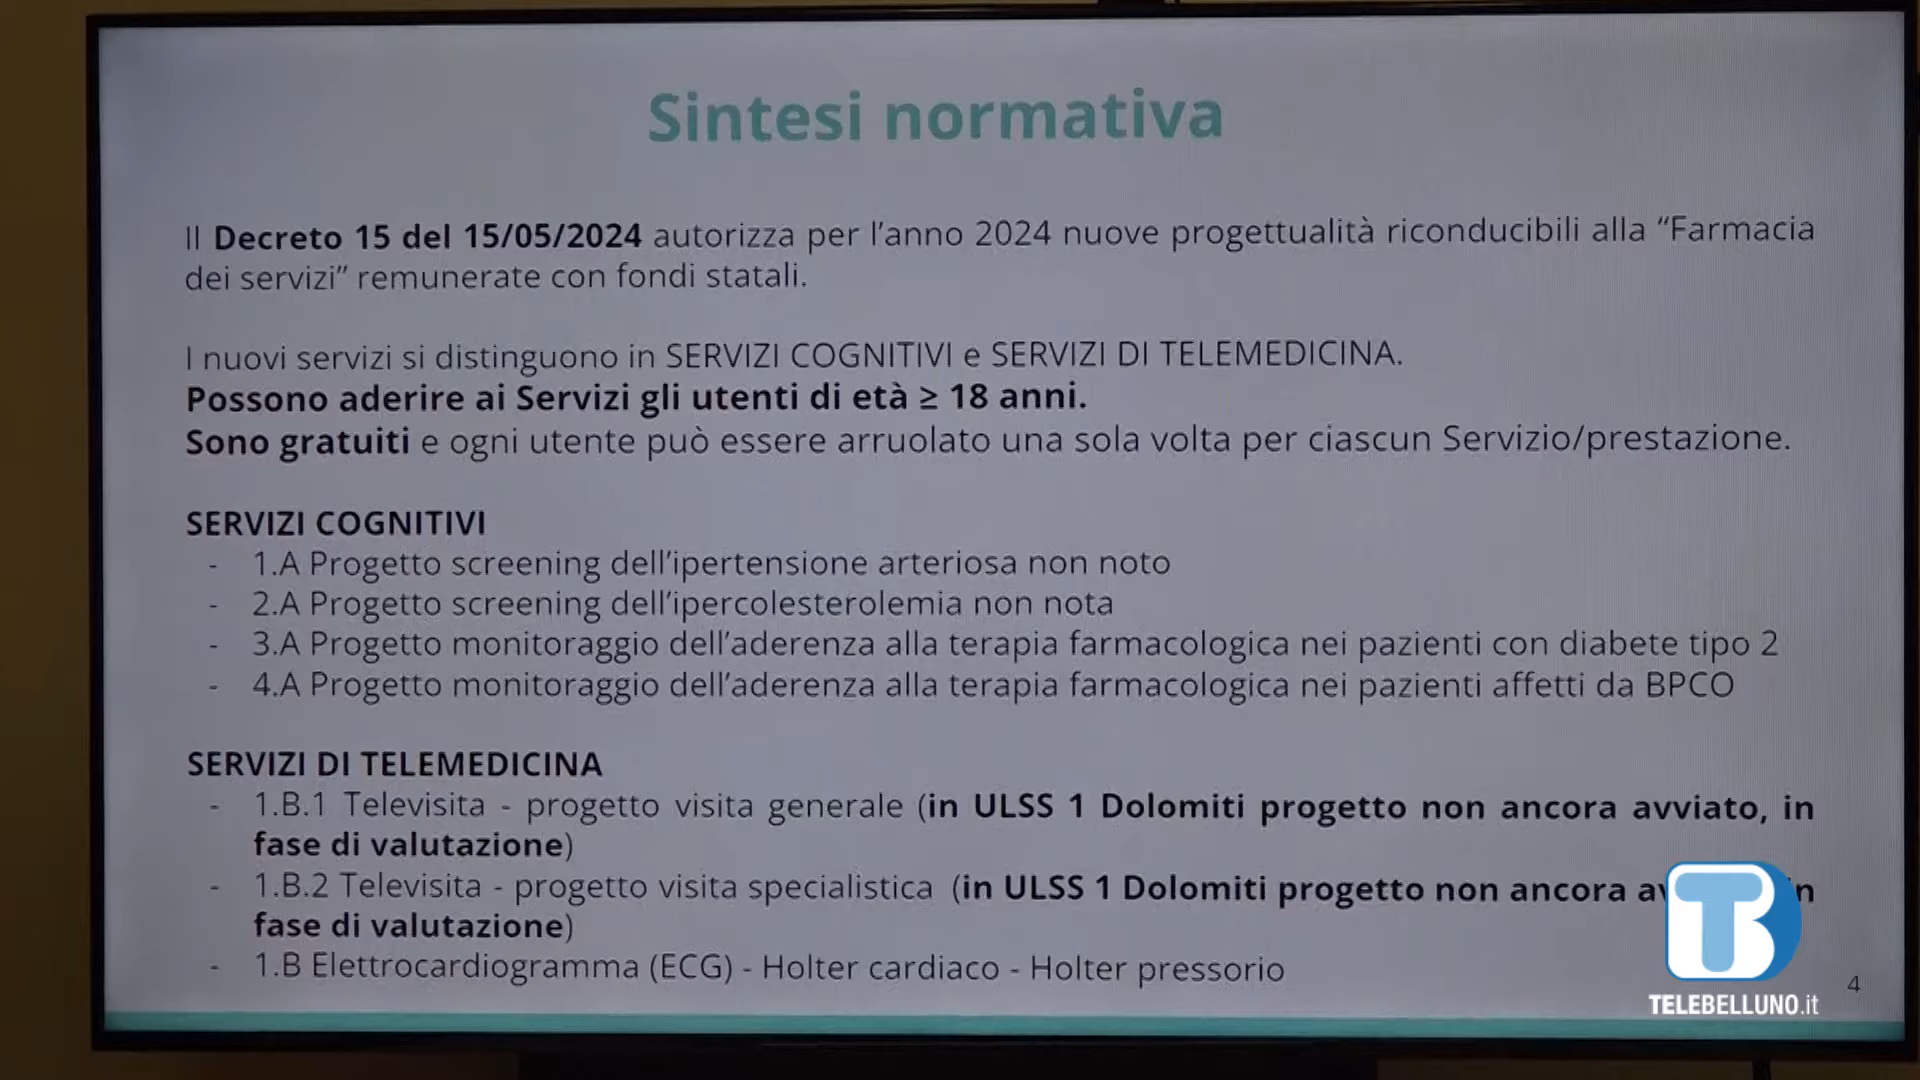 Sintesi normativa
Il Decreto 15 del 15/05/2024 autorizza per l’anno 2024 nuove progettualità riconducibili alla “Farmacia
dei servizi” remunerate con fondi statali.
I nuovi servizi si distinguono in SERVIZI COGNITIVI e SERVIZI DI TELEMEDICINA.
Possono aderire ai Servizi gli utenti di età ≥ 18 anni.
Sono gratuiti e ogni utente può essere arruolato una sola volta per ciascun Servizio/prestazione.
SERVIZI COGNITIVI
- 1.A Progetto screening dell’ipertensione arteriosa non noto
- 2.A Progetto screening dell’ipercolesterolemia non nota
- 3.A Progetto monitoraggio dell’aderenza alla terapia farmacologica nei pazienti con diabete tipo 2
- 4.A Progetto monitoraggio dell’aderenza alla terapia farmacologica nei pazienti affetti da BPCO
SERVIZI DI TELEMEDICINA
- 1.B.1 Televisita - progetto visita generale (in ULSS 1 Dolomiti progetto non ancora avviato, in
fase di valutazione)
- 1.B.2 Televisita - progetto visita specialistica (in ULSS 1 Dolomiti progetto non ancora
fase di valutazione)
- 1.B Elettrocardiogramma (ECG) - Holter cardiaco - Holter pressorio
4
TB
TELEBELLUNO.it